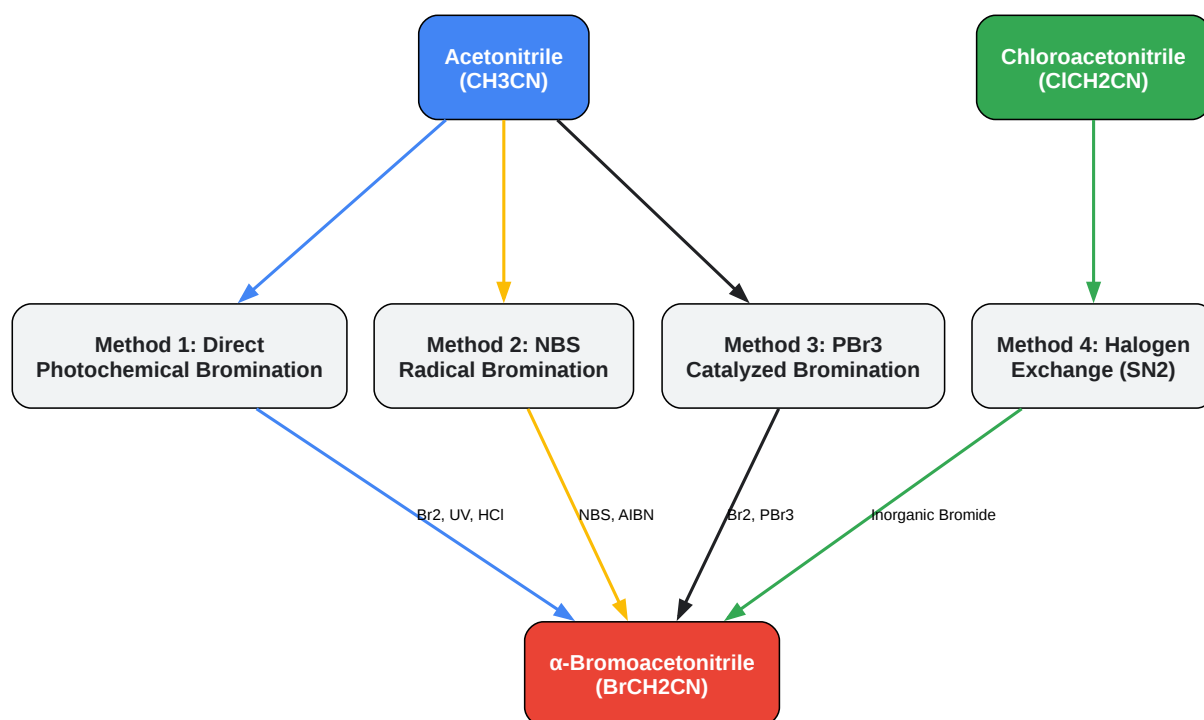 Acetonitrile
(CH3CN)
Chloroacetonitrile
(ClCH2CN)
Method 1: Direct
Photochemical Bromination
Method 2: NBS
Radical Bromination
Method 3: PBr3
Catalyzed Bromination
Method 4: Halogen
Exchange (SN2)
Br2, UV, HCl
NBS, AIBN
Br2, PBr3
Inorganic Bromide
α-Bromoacetonitrile
(BrCH2CN)